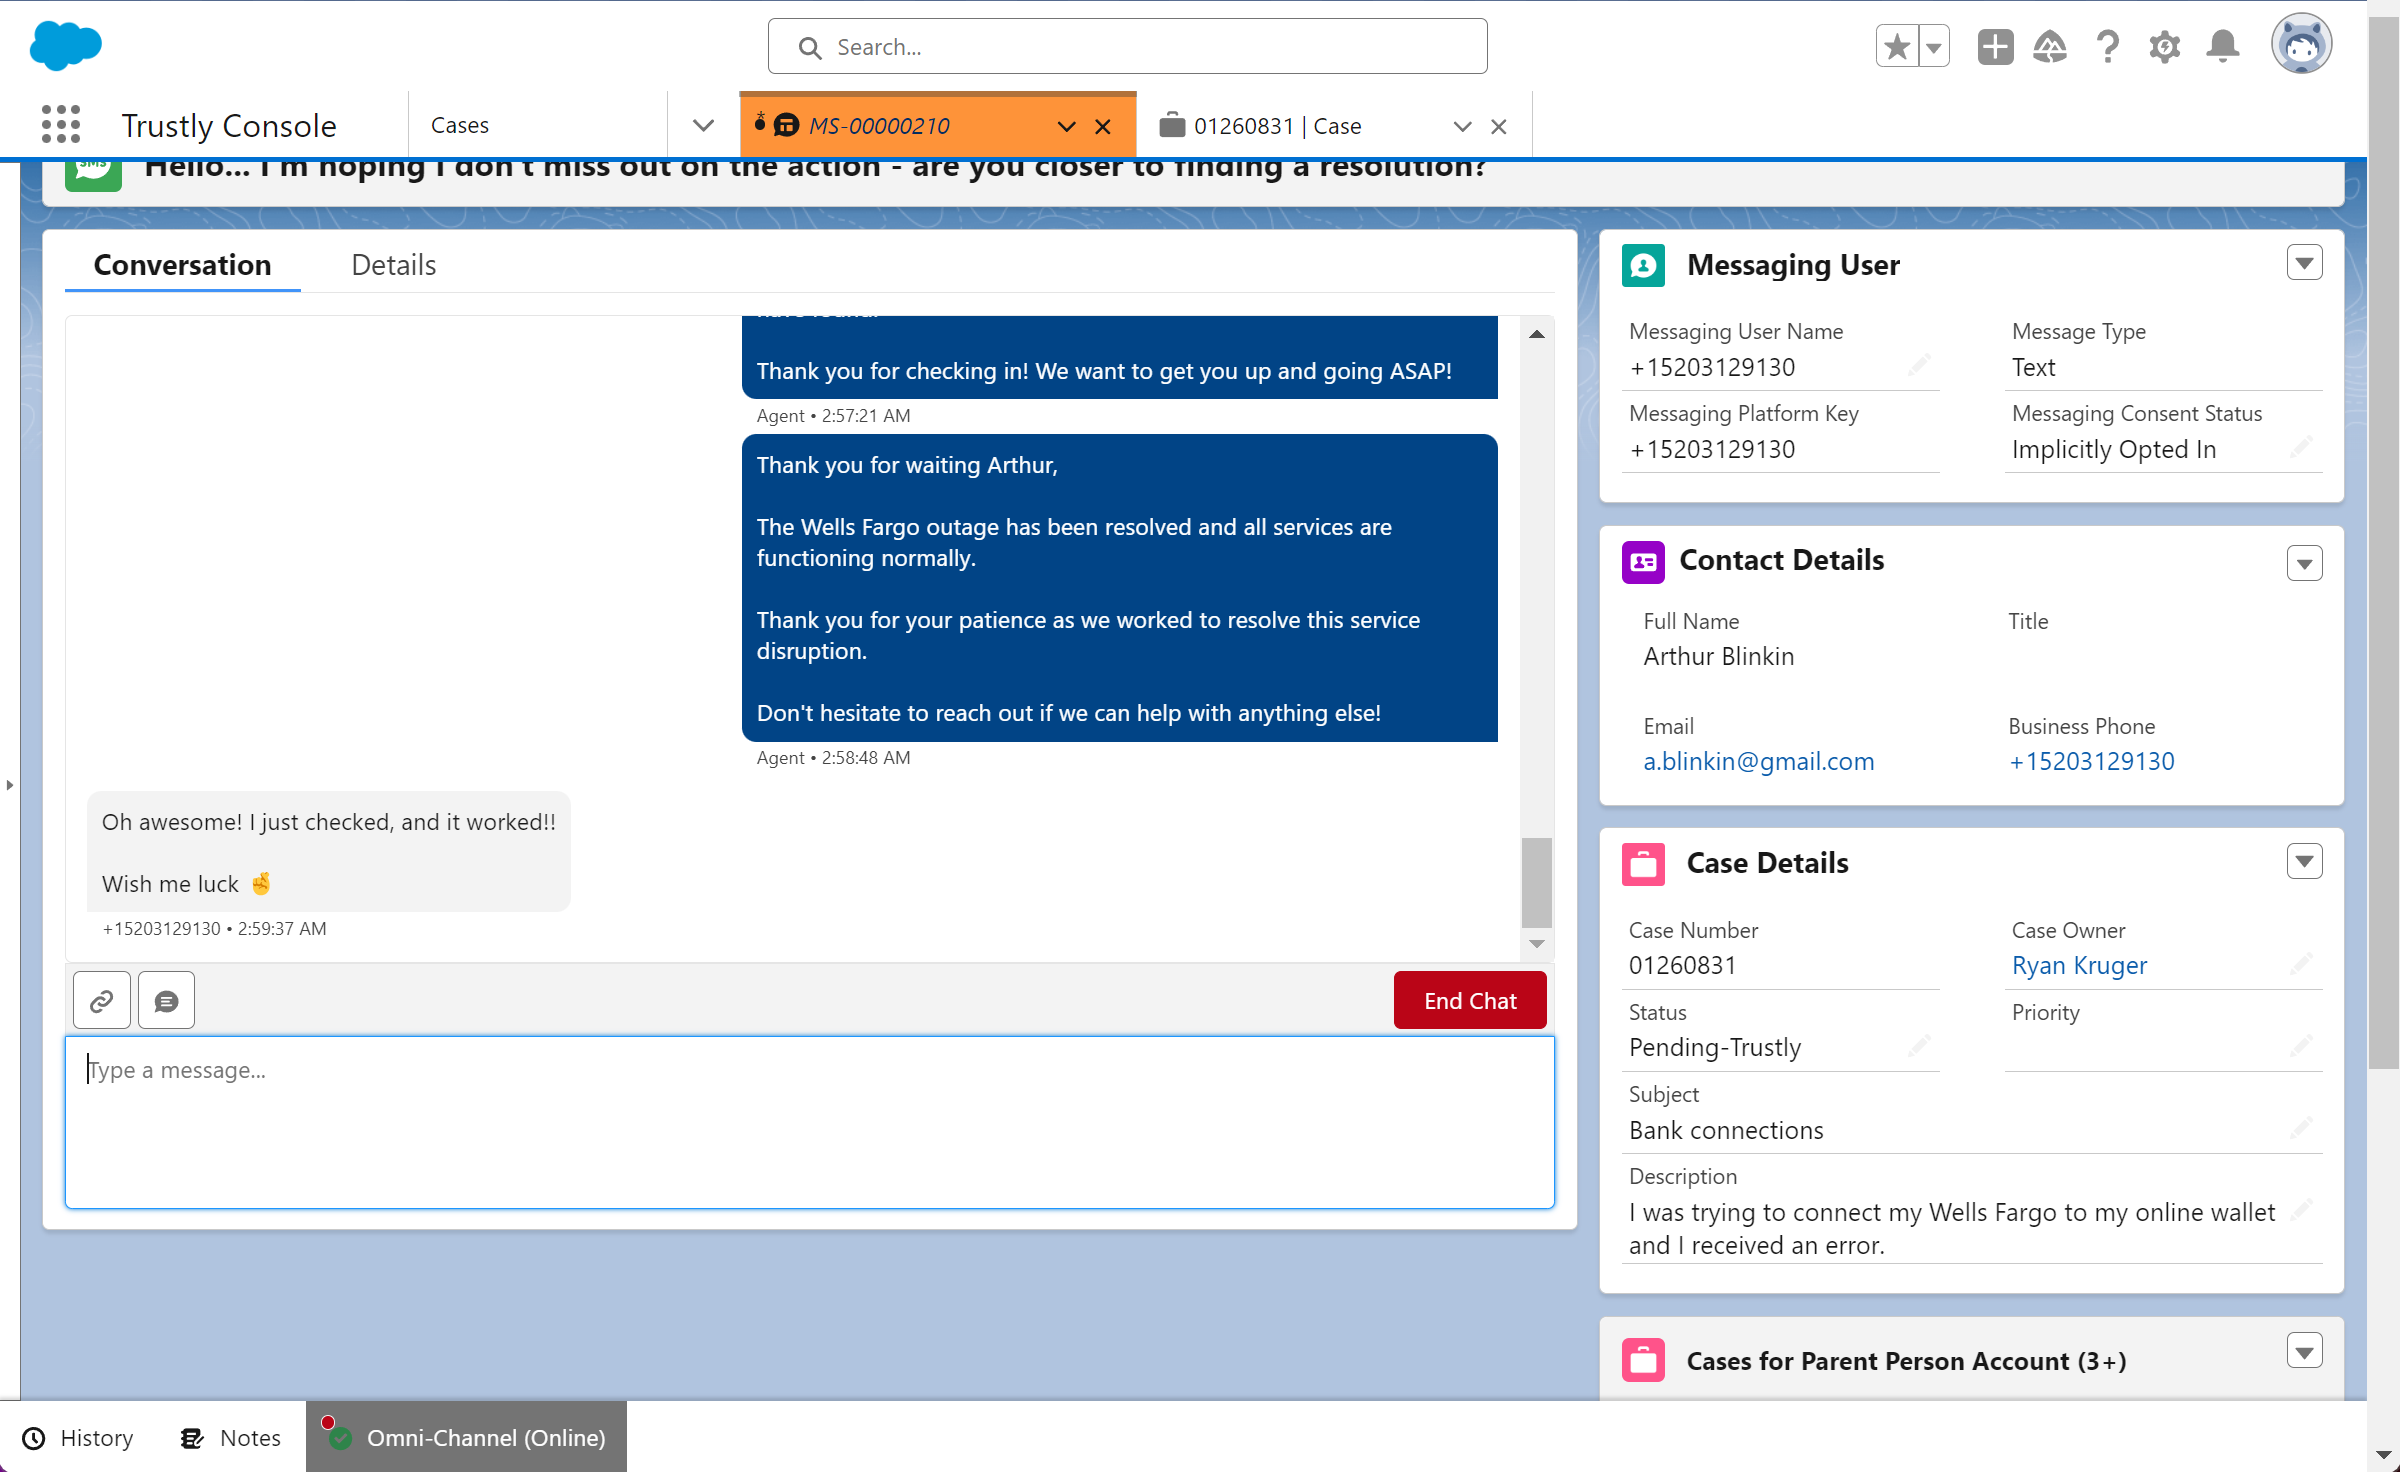 Search...
Trustly Console
Cases
* MS-00000210
01260831 | Case
SMS
Hello... I'm hoping I don't miss out on the action - are you closer to finding a resolution?
Conversation
Details
Thank you for checking in! We want to get you up and going ASAP!
Agent • 2:57:21 AM
Thank you for waiting Arthur,
The Wells Fargo outage has been resolved and all services are
functioning normally.
Thank you for your patience as we worked to resolve this service
disruption.
Don't hesitate to reach out if we can help with anything else!
Agent • 2:58:48 AM
Oh awesome! I just checked, and it worked!!
Wish me luck 🤞
+15203129130 • 2:59:37 AM
End Chat
Type a message...
Messaging User
Messaging User Name
+15203129130
Message Type
Text
Messaging Platform Key
+15203129130
Messaging Consent Status
Implicitly Opted In
Contact Details
Full Name
Arthur Blinkin
Title
Email
a.blinkin@gmail.com
Business Phone
+15203129130
Case Details
Case Number
01260831
Case Owner
Ryan Kruger
Status
Pending-Trustly
Priority
Subject
Bank connections
Description
I was trying to connect my Wells Fargo to my online wallet
and I received an error.
Cases for Parent Person Account (3+)
History
Notes
Omni-Channel (Online)